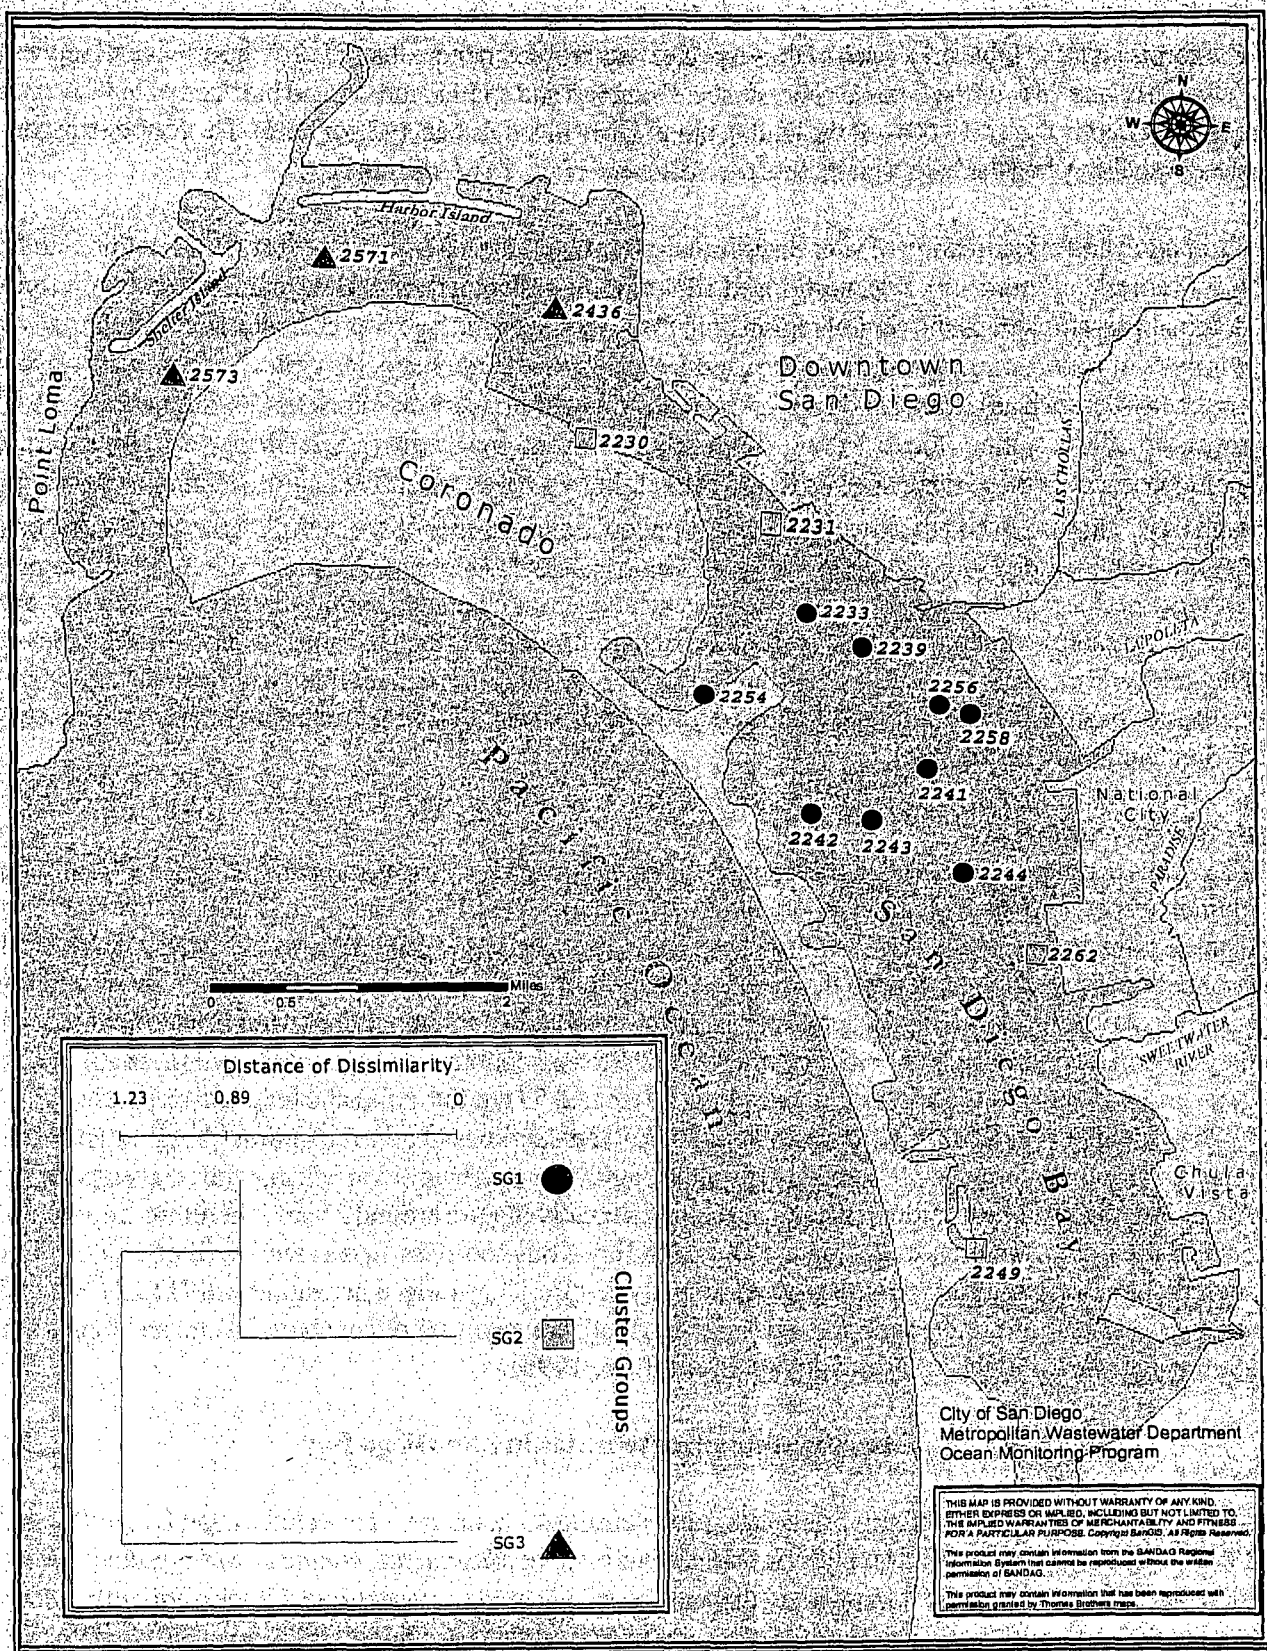 N
W E
S
Harbor Island
2571
Shelter Island
2436
2573
Downtown
San Diego
Point Loma
2230
Coronado
LAS CHOLLAS
2231
2233
2239
2254
2256
2258
2241
National
City
2242
2243
PARADISE
2244
Pacific Ocean
San Diego Bay
2262
0 0.5 1 2 Miles
SWEETWATER
RIVER
Chula
Vista
2249
Distance of Dissimilarity
1.23 0.89 0
SG1
SG2
SG3
Cluster Groups
City of San Diego
Metropolitan Wastewater Department
Ocean Monitoring Program
THIS MAP IS PROVIDED WITHOUT WARRANTY OF ANY KIND,
EITHER EXPRESS OR IMPLIED, INCLUDING BUT NOT LIMITED TO,
THE IMPLIED WARRANTIES OF MERCHANTABILITY AND FITNESS
FOR A PARTICULAR PURPOSE. Copyright SanGIS. All Rights Reserved.
This product may contain information from the SANDAG Regional
Information System that cannot be reproduced without the written
permission of SANDAG.
This product may contain information that has been reproduced with
permission granted by Thomas Brothers maps.